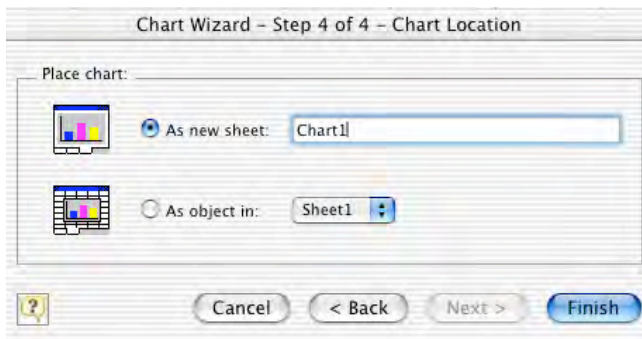 Chart Wizard – Step 4 of 4 – Chart Location
Place chart:
As new sheet: Chart1
As object in: Sheet1
? Cancel < Back Next > Finish